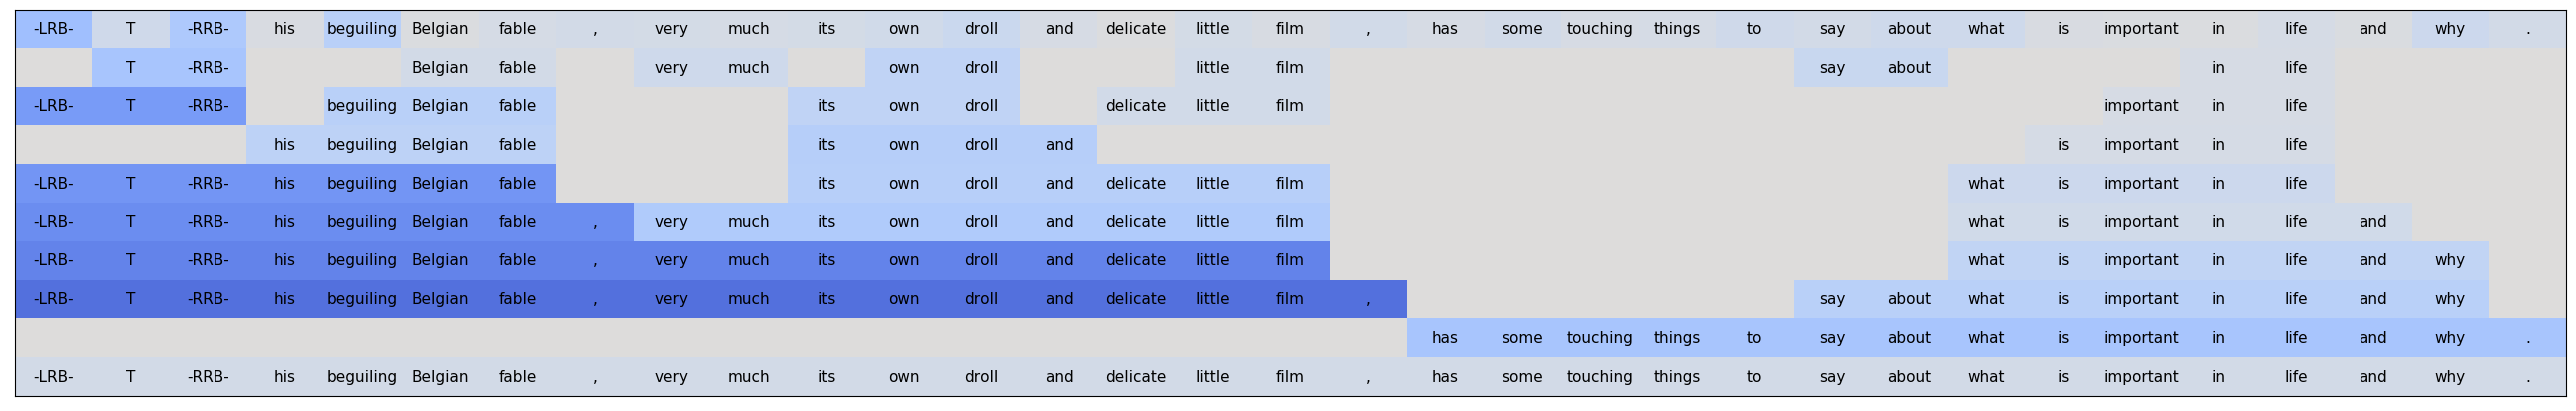 -LRB- T -RRB- his beguiling Belgian fable , very much its own droll and delicate little film , has some touching things to say about what is important in life and why .
T -RRB- Belgian fable very much own droll little film say about in life
-LRB- T -RRB- beguiling Belgian fable its own droll delicate little film important in life
his beguiling Belgian fable its own droll and is important in life
-LRB- T -RRB- his beguiling Belgian fable its own droll and delicate little film what is important in life
-LRB- T -RRB- his beguiling Belgian fable , very much its own droll and delicate little film what is important in life and
-LRB- T -RRB- his beguiling Belgian fable , very much its own droll and delicate little film what is important in life and why
-LRB- T -RRB- his beguiling Belgian fable , very much its own droll and delicate little film , say about what is important in life and why
has some touching things to say about what is important in life and why .
-LRB- T -RRB- his beguiling Belgian fable , very much its own droll and delicate little film , has some touching things to say about what is important in life and why .